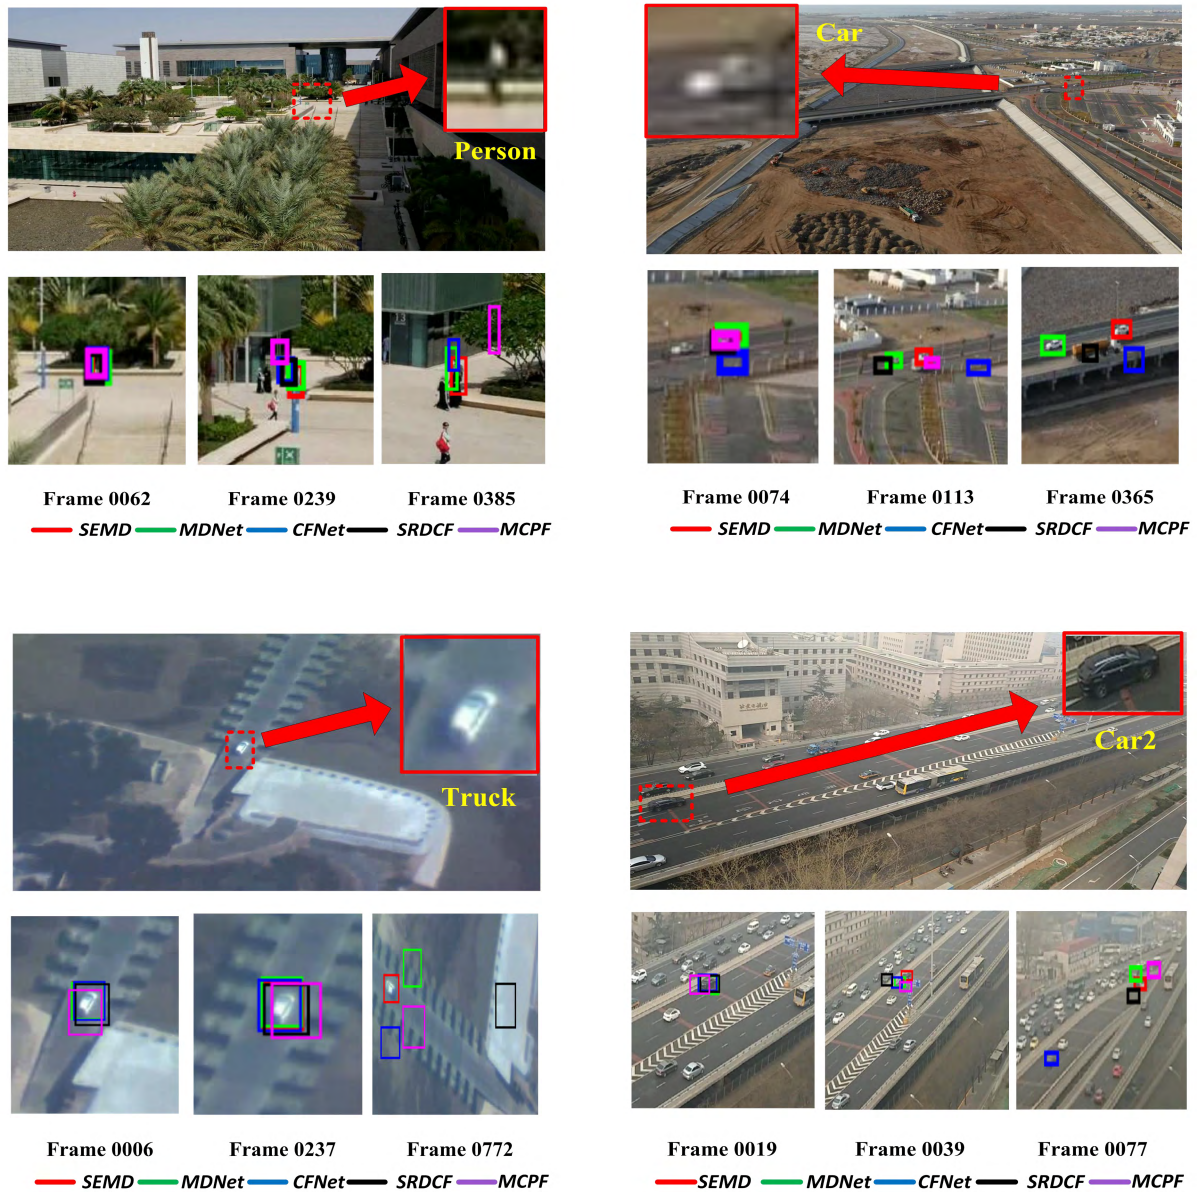 Person
Car
Frame 0062 Frame 0239 Frame 0385
SEMD MDNet CFNet SRDCF MCPF
Frame 0074 Frame 0113 Frame 0365
SEMD MDNet CFNet SRDCF MCPF
Truck
Car2
Frame 0006 Frame 0237 Frame 0772
SEMD MDNet CFNet SRDCF MCPF
Frame 0019 Frame 0039 Frame 0077
SEMD MDNet CFNet SRDCF MCPF